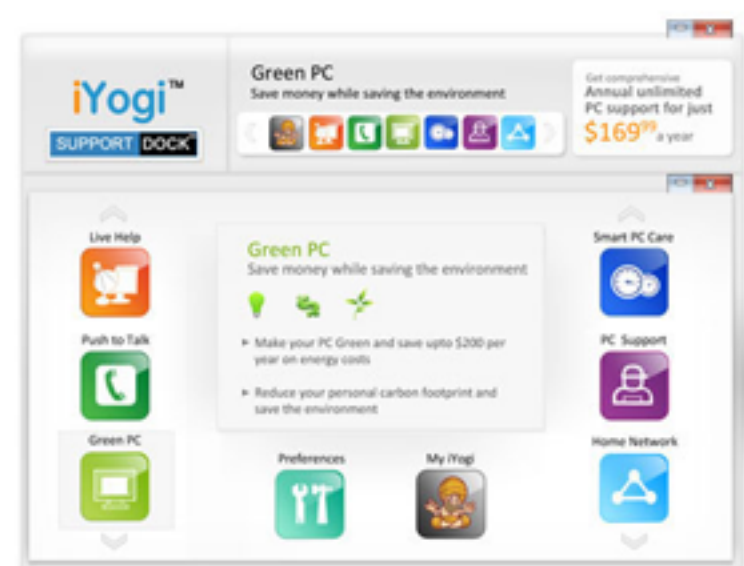 iYogi™
SUPPORT DOCK
Green PC
Save money while saving the environment
Get comprehensive
Annual unlimited
PC support for just
$169⁹⁹ a year
Live Help
Push to Talk
Green PC
Green PC
Save money while saving the environment
► Make your PC Green and save upto $200 per
year on energy costs
► Reduce your personal carbon footprint and
save the environment
Preferences
My iYogi
Smart PC Care
PC Support
Home Network